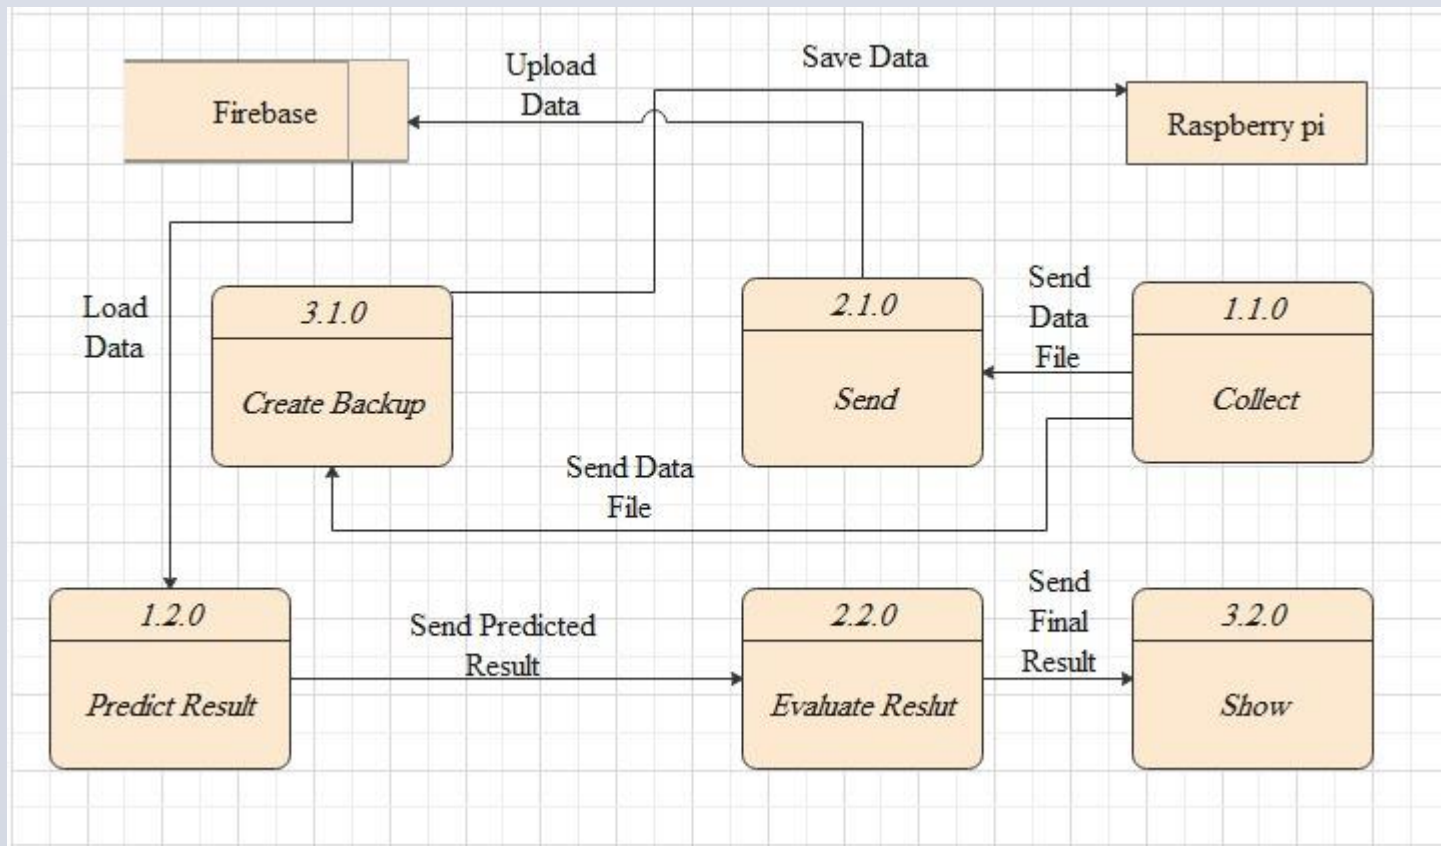 Firebase
Upload
Data
Save Data
Raspberry pi
Load
Data
3.1.0
Create Backup
2.1.0
Send
Send
Data
File
1.1.0
Collect
Send Data
File
1.2.0
Predict Result
Send Predicted
Result
2.2.0
Evaluate Reslut
Send
Final
Result
3.2.0
Show